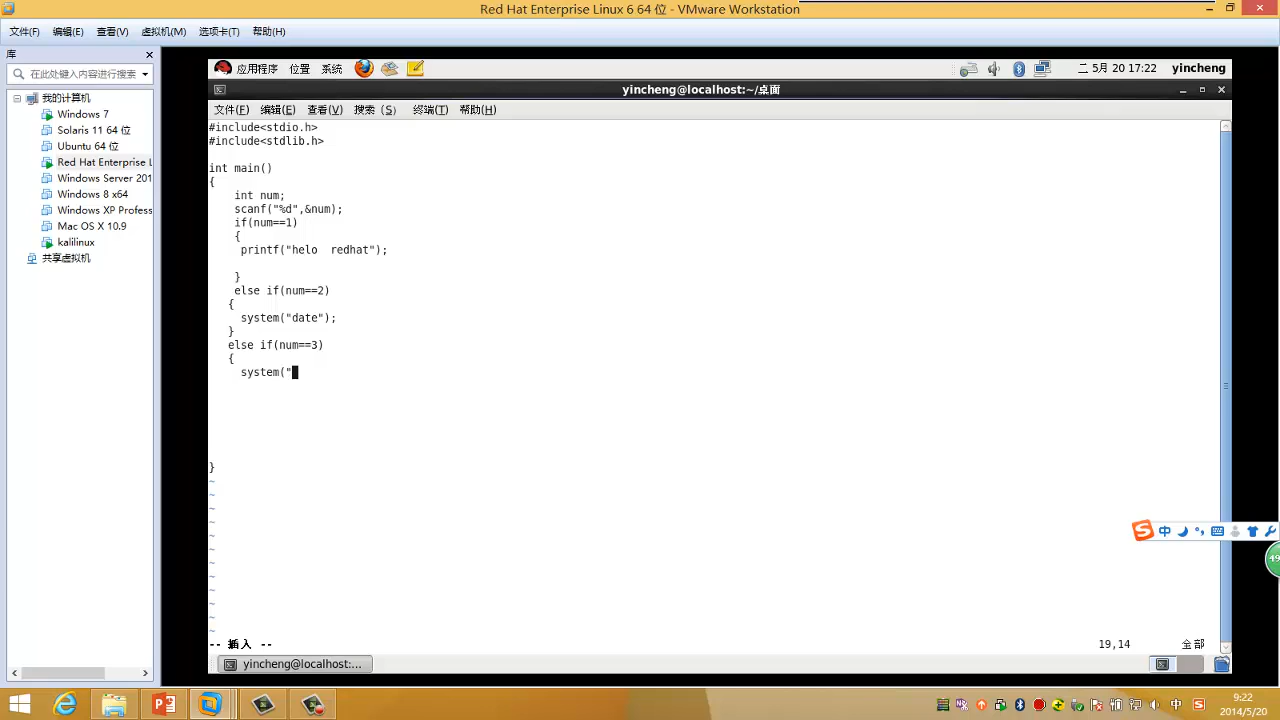 Red Hat Enterprise Linux 6 64 位 - VMware Workstation
文件(F) 编辑(E) 查看(V) 虚拟机(M) 选项卡(T) 帮助(H)
库
在此处键入内容进行搜索
我的计算机
Windows 7
Solaris 11 64 位
Ubuntu 64 位
Red Hat Enterprise L
Windows Server 201
Windows 8 x64
Windows XP Profess
Mac OS X 10.9
kalilinux
共享虚拟机
应用程序 位置 系统
二 5月 20 17:22 yincheng
yincheng@localhost:~/桌面
文件(F) 编辑(E) 查看(V) 搜索 (S) 终端(T) 帮助(H)
#include<stdio.h>
#include<stdlib.h>
int main()
{
int num;
scanf("%d",&num);
if(num==1)
{
printf("helo  redhat");
}
else if(num==2)
{
system("date");
}
else if(num==3)
{
system("
}
~
~
~
~
~
~
~
~
~
~
~
~
-- 插入 -- 19,14 全部
yincheng@localhost:...
中
49
中
9:22
2014/5/20